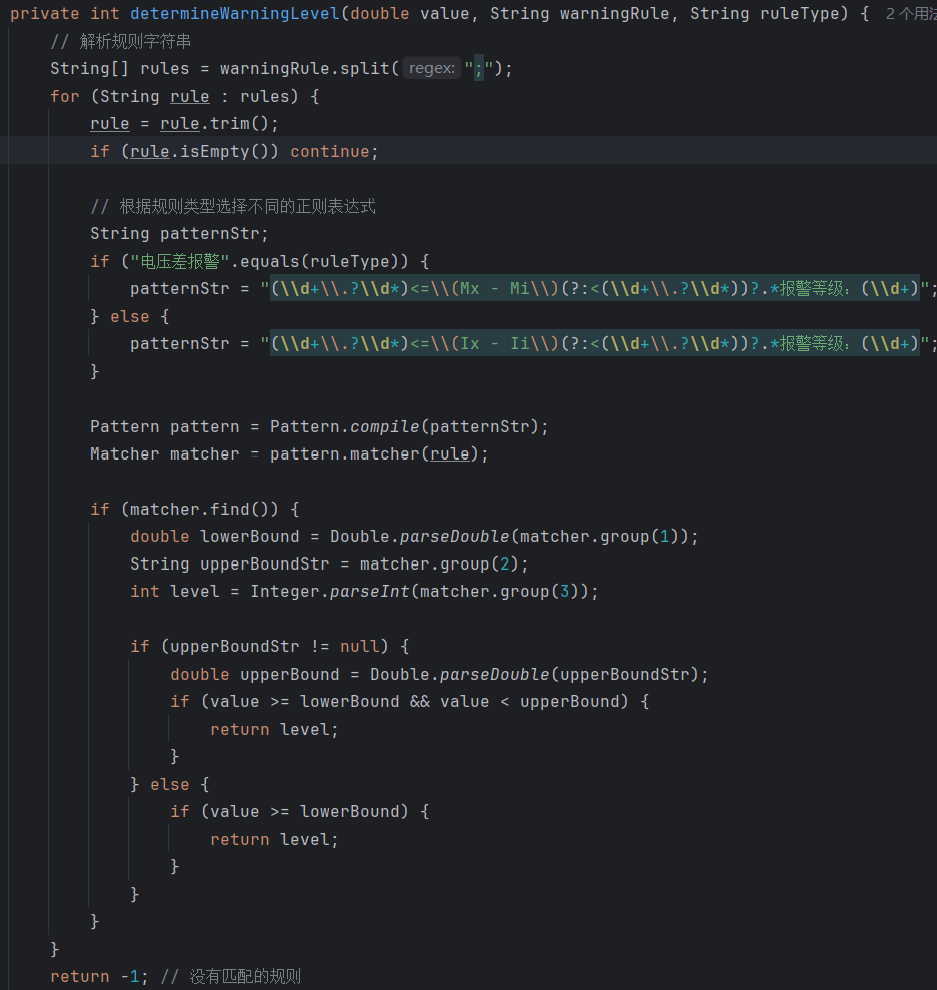 private int determineWarningLevel(double value, String warningRule, String ruleType) { 2 个用法
// 解析规则字符串
String[] rules = warningRule.split( regex: ";");
for (String rule : rules) {
rule = rule.trim();
if (rule.isEmpty()) continue;
// 根据规则类型选择不同的正则表达式
String patternStr;
if ("电压差报警".equals(ruleType)) {
patternStr = "(\\d+\\.?\\d*)<=\\(Mx - Mi\\)(?:<(\\d+\\.?\\d*))?.*报警等级：(\\d+)";
} else {
patternStr = "(\\d+\\.?\\d*)<=\\(Ix - Ii\\)(?:<(\\d+\\.?\\d*))?.*报警等级：(\\d+)";
}
Pattern pattern = Pattern.compile(patternStr);
Matcher matcher = pattern.matcher(rule);
if (matcher.find()) {
double lowerBound = Double.parseDouble(matcher.group(1));
String upperBoundStr = matcher.group(2);
int level = Integer.parseInt(matcher.group(3));
if (upperBoundStr != null) {
double upperBound = Double.parseDouble(upperBoundStr);
if (value >= lowerBound && value < upperBound) {
return level;
}
} else {
if (value >= lowerBound) {
return level;
}
}
}
}
return -1; // 没有匹配的规则